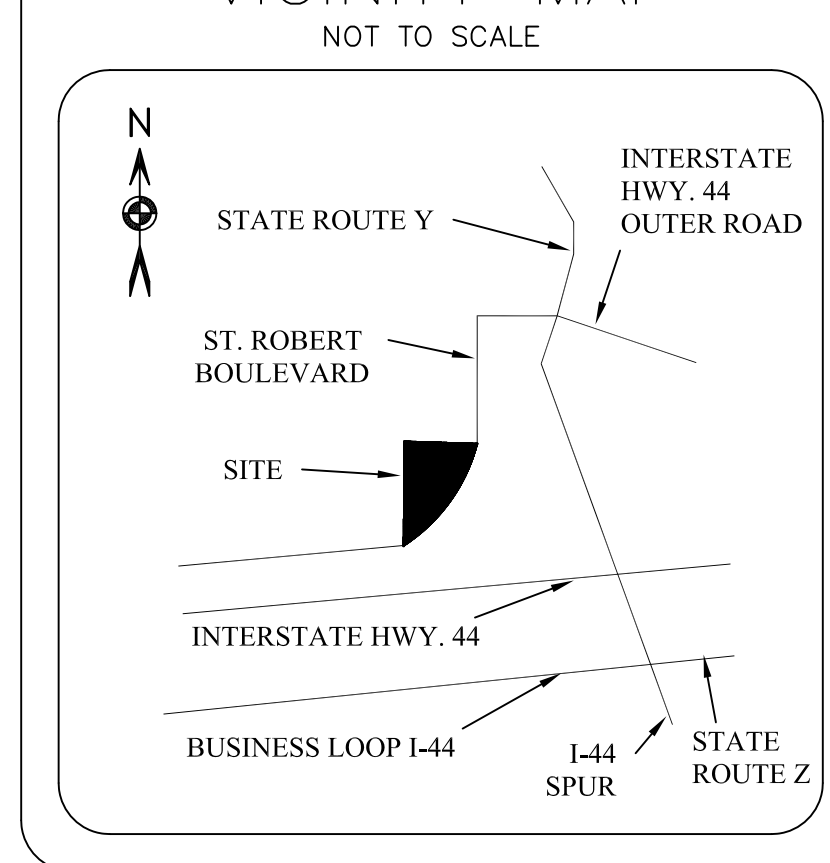 NOT TO SCALE
N
INTERSTATE
HWY. 44
OUTER ROAD
STATE ROUTE Y
ST. ROBERT
BOULEVARD
SITE
INTERSTATE HWY. 44
BUSINESS LOOP I-44
I-44
SPUR
STATE
ROUTE Z